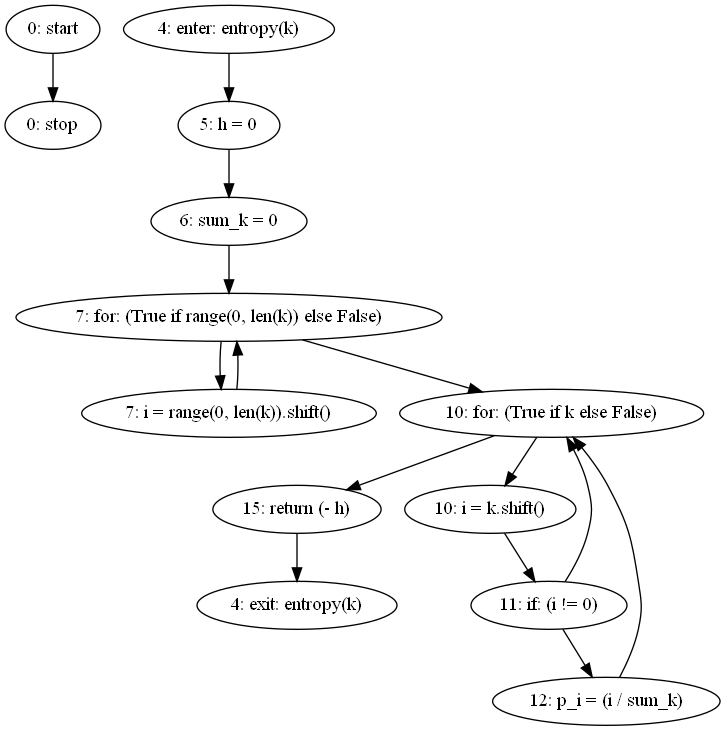 0: start
4: enter: entropy(k)
0: stop
5: h = 0
6: sum_k = 0
7: for: (True if range(0, len(k)) else False)
7: i = range(0, len(k)).shift()
10: for: (True if k else False)
15: return (- h)
10: i = k.shift()
4: exit: entropy(k)
11: if: (i != 0)
12: p_i = (i / sum_k)